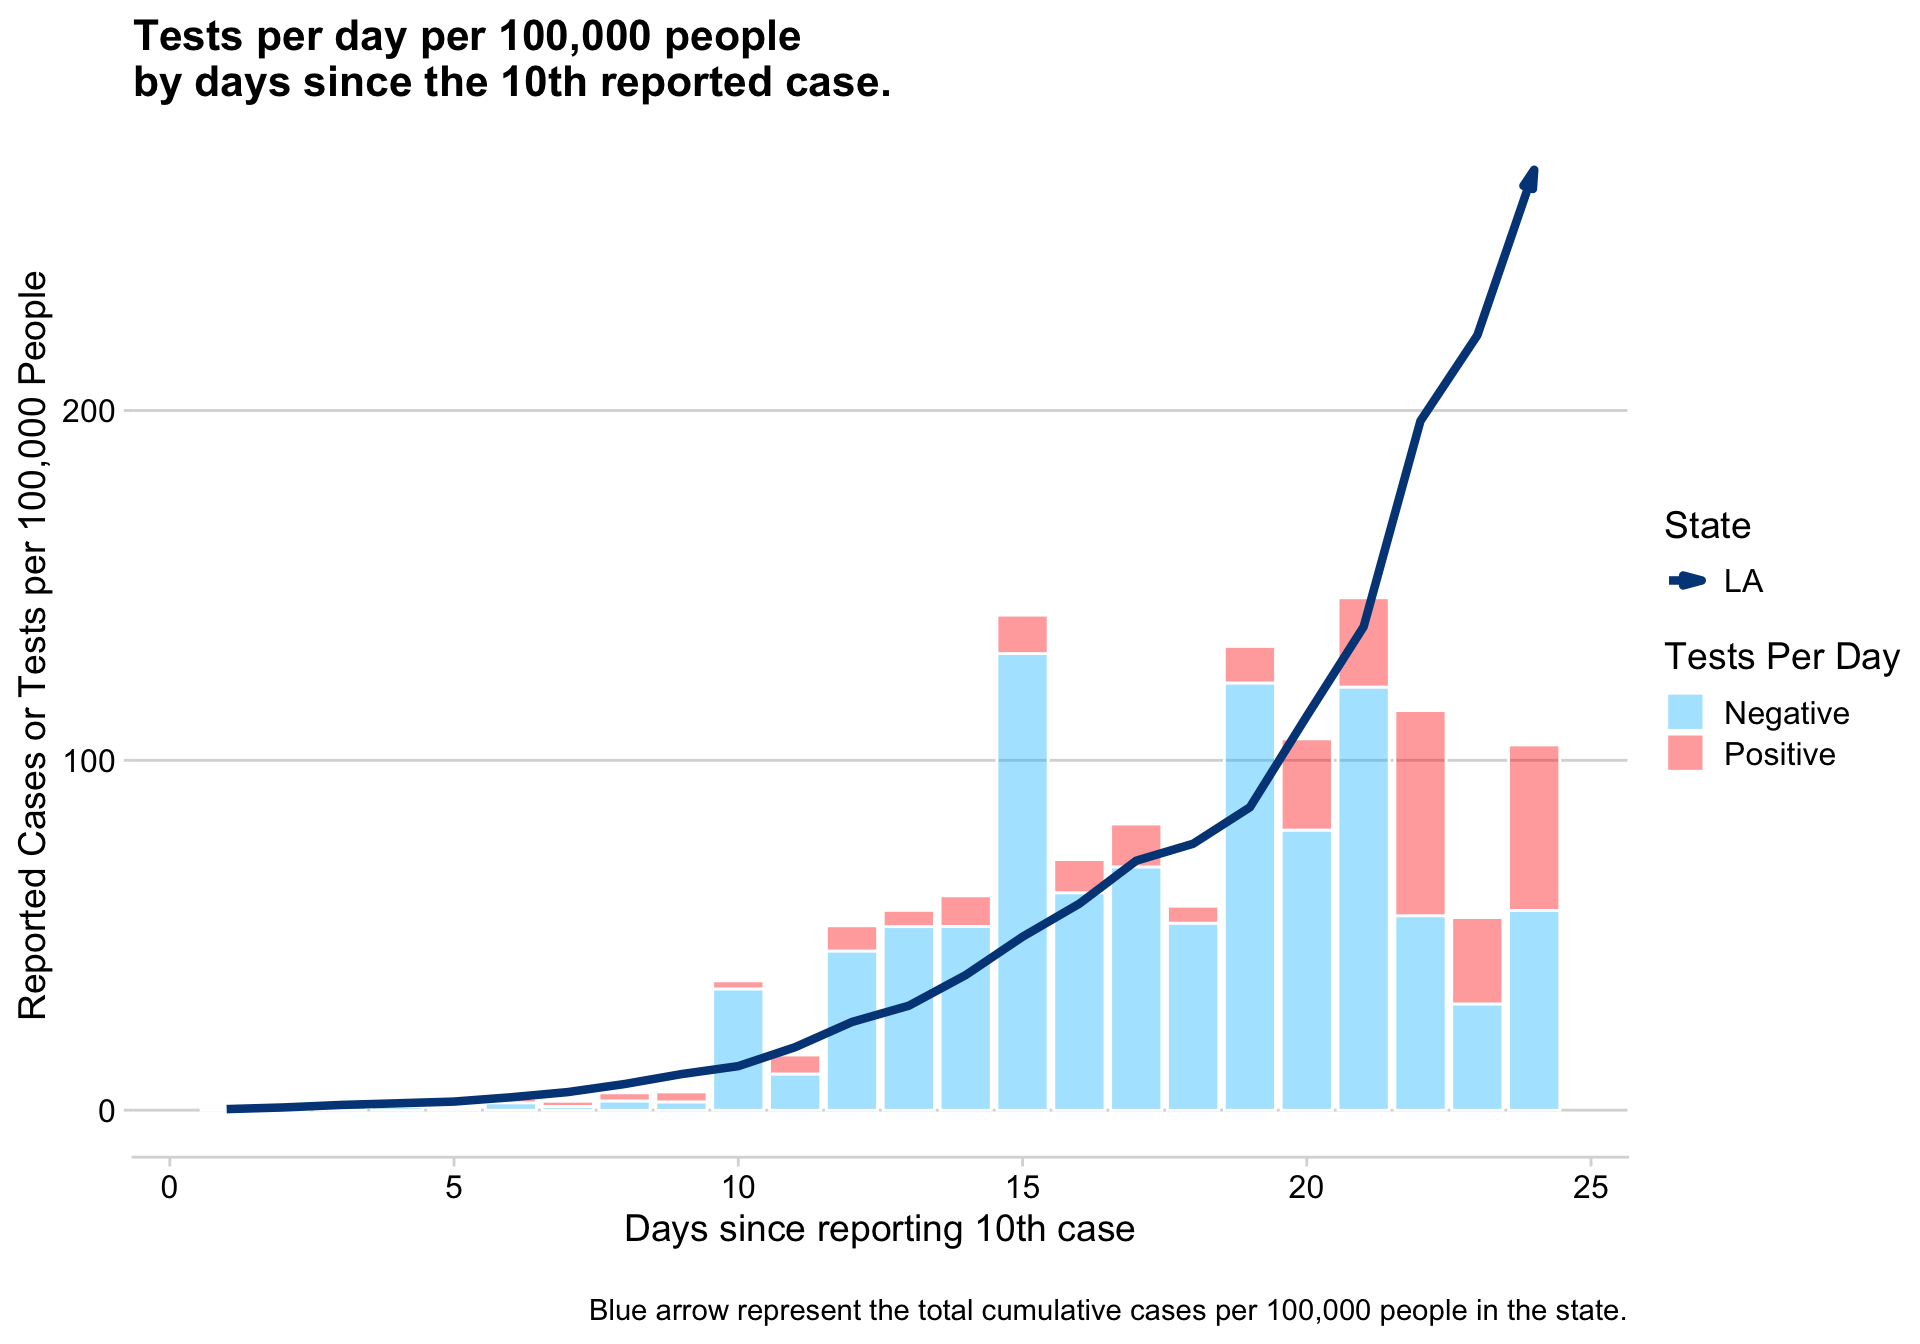 Tests per day per 100,000 people
by days since the 10th reported case.
Reported Cases or Tests per 100,000 People
200
100
0
0
5
10
15
20
25
Days since reporting 10th case
State
LA
Tests Per Day
Negative
Positive
Blue arrow represent the total cumulative cases per 100,000 people in the state.